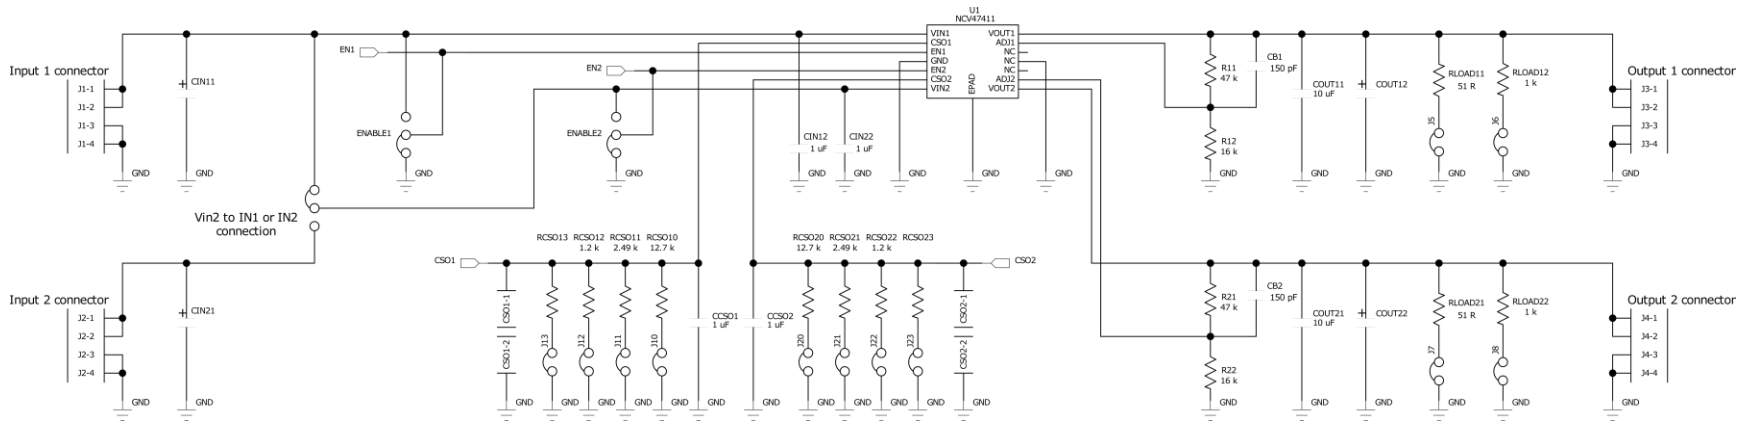 U1
NCV47411
VIN1
CSO1
EN1
GND
EN2
CSO2
VIN2
EPAD
VOUT1
ADJ1
NC
NC
NC
ADJ2
VOUT2
EN1
EN2
Input 1 connector
J1-1
J1-2
J1-3
J1-4
GND
+
CIN11
GND
ENABLE1
GND
ENABLE2
GND
CIN12
1 uF
GND
CIN22
1 uF
GND
GND
GND
GND
R11
47 k
CB1
150 pF
R12
16 k
GND
COUT11
10 uF
GND
+
COUT12
GND
RLOAD11
51 R
J5
GND
RLOAD12
1 k
J6
GND
Output 1 connector
J3-1
J3-2
J3-3
J3-4
GND
Vin2 to IN1 or IN2
connection
Input 2 connector
J2-1
J2-2
J2-3
J2-4
GND
+
CIN21
GND
CSO1
CSO1-1
CSO1-2
GND
RCSO13
J13
GND
RCSO12
1.2 k
J12
GND
RCSO11
2.49 k
J11
GND
RCSO10
12.7 k
J10
GND
CCSO1
1 uF
GND
CCSO2
1 uF
GND
RCSO20
12.7 k
J20
GND
RCSO21
2.49 k
J21
GND
RCSO22
1.2 k
J22
GND
RCSO23
J23
GND
CSO2-1
CSO2-2
GND
CSO2
R21
47 k
CB2
150 pF
R22
16 k
GND
COUT21
10 uF
GND
+
COUT22
GND
RLOAD21
51 R
J7
GND
RLOAD22
1 k
J8
GND
Output 2 connector
J4-1
J4-2
J4-3
J4-4
GND